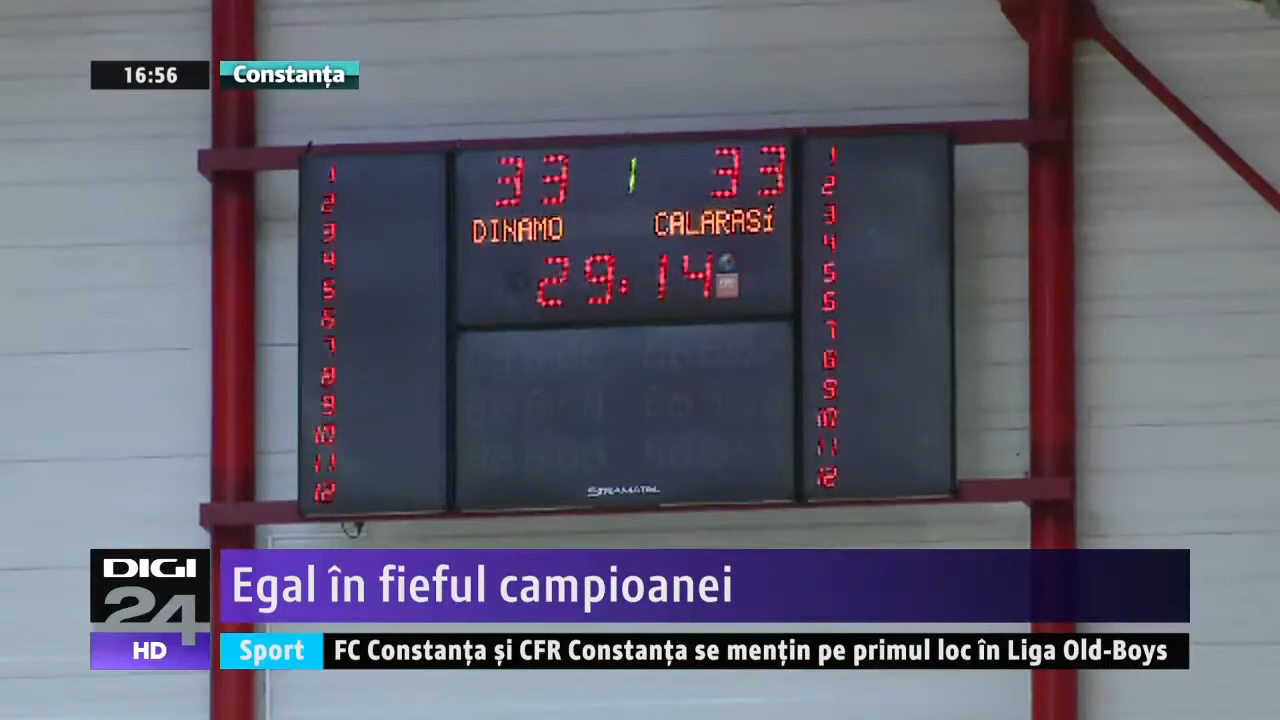 16:56
Constanța
33 1 33
DINAMO CALARASí
29.14
1 1
2 2
3 3
4 4
5 5
6 6
7 7
8 8
9 9
10 10
11 11
12 12
STRAMATEL
DIGI
24
HD
Egal în fieful campioanei
Sport
FC Constanța și CFR Constanța se mențin pe primul loc în Liga Old-Boys